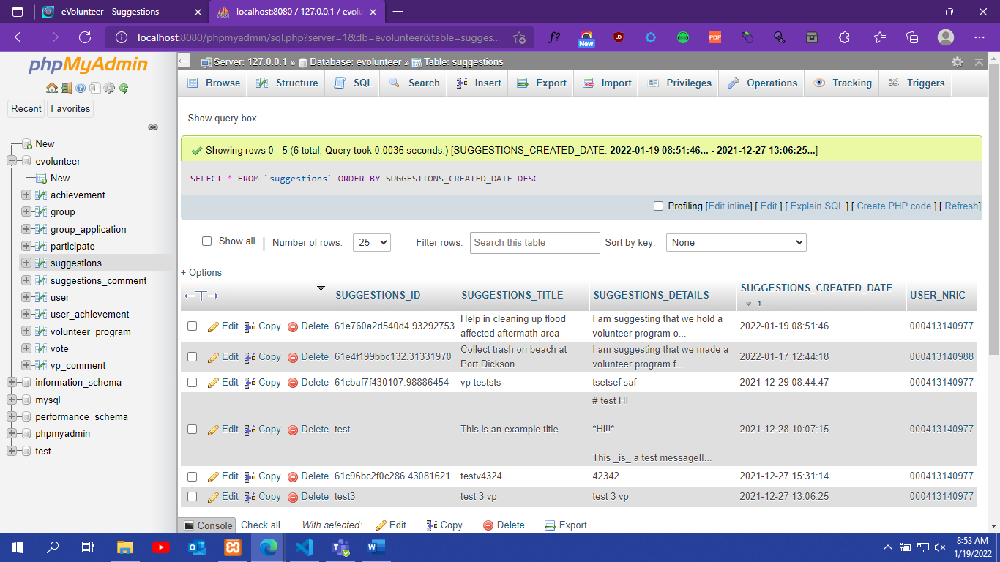 eVolunteer - Suggestions
localhost:8080 / 127.0.0.1 / evolu
localhost:8080/phpmyadmin/sql.php?server=1&db=evolunteer&table=sugges...
f?
New
PDF
phpMyAdmin
Recent
Favorites
New
evolunteer
New
achievement
group
group_application
participate
suggestions
suggestions_comment
user
user_achievement
volunteer_program
vote
vp_comment
information_schema
mysql
performance_schema
phpmyadmin
test
Server: 127.0.0.1 » Database: evolunteer » Table: suggestions
Browse Structure SQL Search Insert Export Import Privileges Operations Tracking Triggers
Show query box
Showing rows 0 - 5 (6 total, Query took 0.0036 seconds.) [SUGGESTIONS_CREATED_DATE: 2022-01-19 08:51:46... - 2021-12-27 13:06:25...]
SELECT * FROM `suggestions` ORDER BY SUGGESTIONS_CREATED_DATE DESC
Profiling [Edit inline] [ Edit ] [ Explain SQL ] [ Create PHP code ] [ Refresh]
Show all | Number of rows: 25 Filter rows: Search this table Sort by key: None
+ Options
←T→ SUGGESTIONS_ID SUGGESTIONS_TITLE SUGGESTIONS_DETAILS SUGGESTIONS_CREATED_DATE 1 USER_NRIC
Edit Copy Delete 61e760a2d540d4.93292753 Help in cleaning up flood affected aftermath area I am suggesting that we hold a volunteer program o... 2022-01-19 08:51:46 000413140977
Edit Copy Delete 61e4f199bbc132.31331970 Collect trash on beach at Port Dickson I am suggesting that we made a volunteer program f... 2022-01-17 12:44:18 000413140988
Edit Copy Delete 61cbaf7f430107.98886454 vp teststs tsetsef saf 2021-12-29 08:44:47 000413140977
Edit Copy Delete test This is an example title # test HI
*Hi!!*
This _is_ a test message!!... 2021-12-28 10:07:15 000413140977
Edit Copy Delete 61c96bc2f0c286.43081621 testv4324 42342 2021-12-27 15:31:14 000413140977
Edit Copy Delete test3 test 3 vp test 3 vp 2021-12-27 13:06:25 000413140977
Console Check all With selected: Edit Copy Delete Export
8:53 AM
1/19/2022